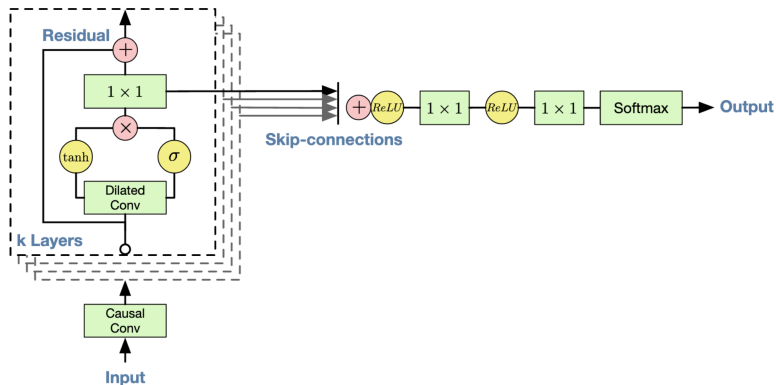 Residual
+
1 × 1
×
tanh
σ
Dilated
Conv
k Layers
Causal
Conv
Input
Skip-connections
+
ReLU
1 × 1
ReLU
1 × 1
Softmax
Output